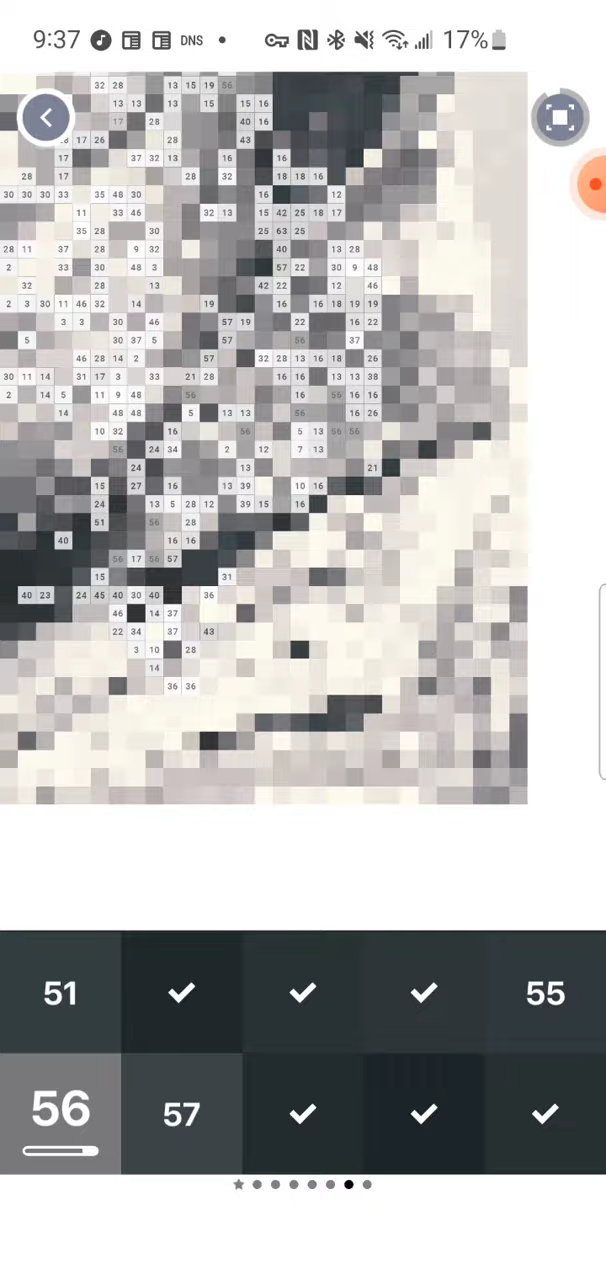 9:37 DNS 17%
32 28 13 15 19 56
13 13 13 15 15 16
17 28 40 16
17 26 28 43
17 37 32 13 16 16
28 17 28 32 18 18 16
30 30 30 33 35 48 30 16 12
11 33 46 32 13 15 42 25 18 17
35 28 30 25 63 25
28 11 37 28 9 32 40 13 28
2 33 30 48 3 57 22 30 9 48
32 28 13 42 22 12 46
2 3 30 11 46 32 14 19 16 16 18 19 19
3 3 30 46 57 19 22 16 22
5 30 37 5 57 56 37
46 28 14 2 57 32 28 13 16 18 26
30 11 14 31 17 3 33 21 28 16 16 13 13 38
2 14 5 11 9 48 56 16 55 16 16
14 48 48 5 13 13 56 16 26
10 32 16 56 5 13 56 56
56 24 34 2 12 7 13
24 13 21
15 27 16 13 39 10 16
24 13 5 28 12 39 15 16
51 56 28
40 16 16
56 17 56 57
15 31
40 23 24 45 40 30 40 36
46 14 37
22 34 37 43
3 10 28
14
36 36
51 55
56 57